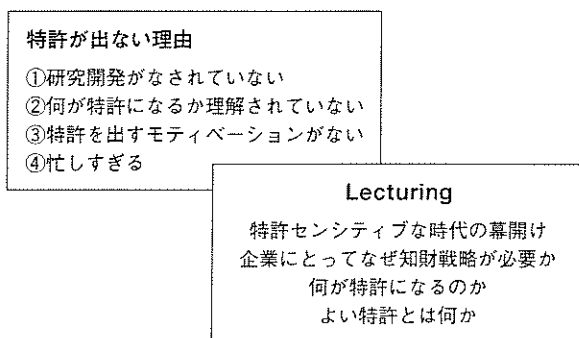 特許が出ない理由
①研究開発がなされていない
②何が特許になるか理解されていない
③特許を出すモティベーションがない
④忙しすぎる
Lecturing
特許センシティブな時代の幕開け
企業にとってなぜ知財戦略が必要か
何が特許になるのか
よい特許とは何か